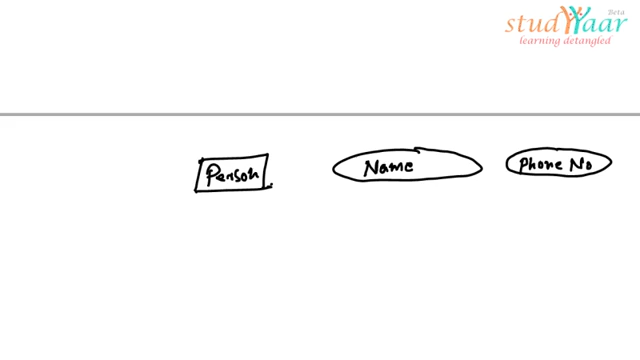 Beta
studYaar
learning detangled
Person
Name
Phone No